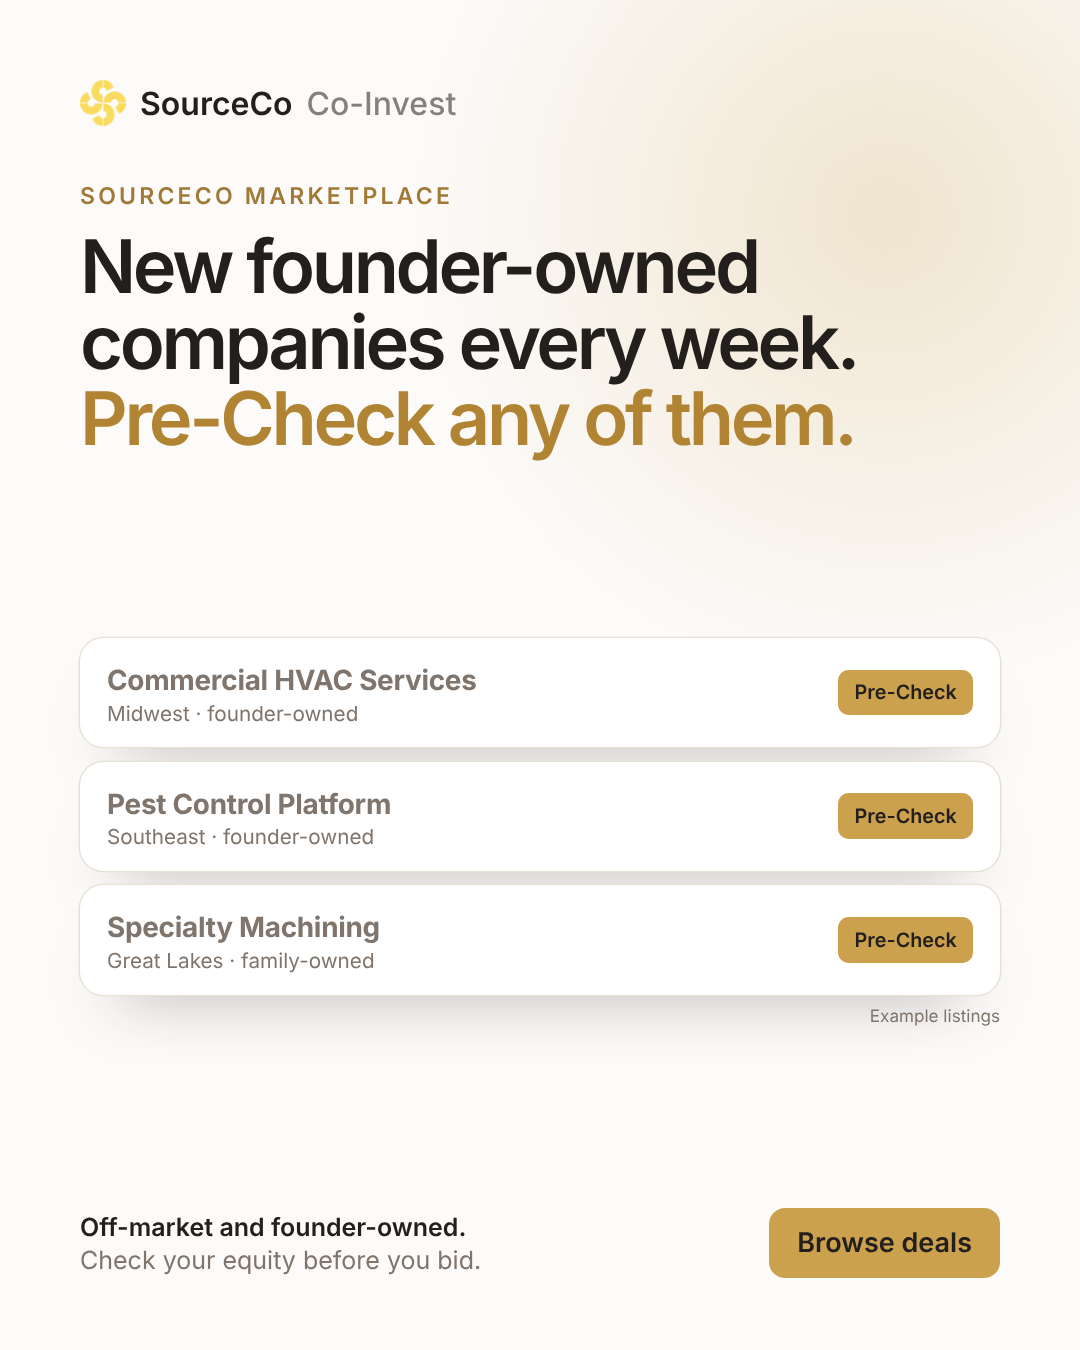 SourceCo Co-Invest
SOURCECO MARKETPLACE
New founder-owned
companies every week.
Pre-Check any of them.
Commercial HVAC Services
Midwest · founder-owned
Pre-Check
Pest Control Platform
Southeast · founder-owned
Pre-Check
Specialty Machining
Great Lakes · family-owned
Pre-Check
Example listings
Off-market and founder-owned.
Check your equity before you bid.
Browse deals